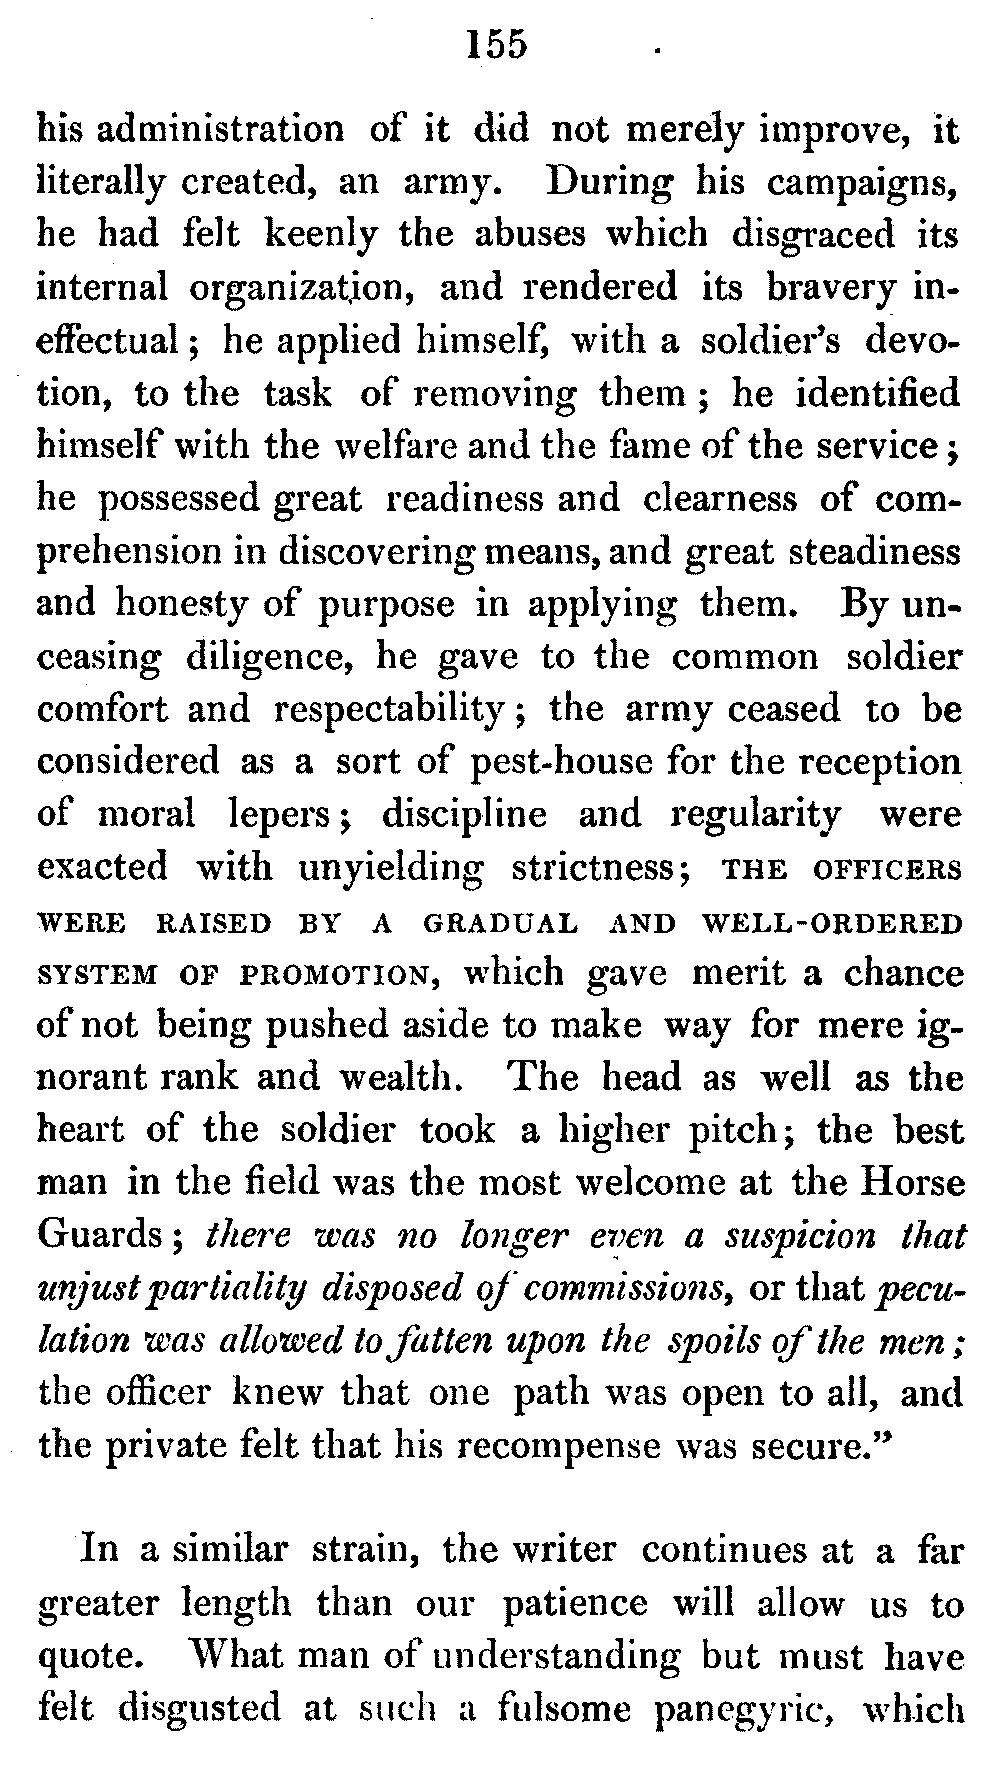 155
his administration of it did not merely improve, it
literally created, an army. During his campaigns,
he had felt keenly the abuses which disgraced its
internal organization, and rendered its bravery in-
effectual; he applied himself, with a soldier's devo-
tion, to the task of removing them; he identified
himself with the welfare and the fame of the service;
he possessed great readiness and clearness of com-
prehension in discovering means, and great steadiness
and honesty of purpose in applying them. By un-
ceasing diligence, he gave to the common soldier
comfort and respectability; the army ceased to be
considered as a sort of pest-house for the reception
of moral lepers; discipline and regularity were
exacted with unyielding strictness; THE OFFICERS
WERE RAISED BY A GRADUAL AND WELL-ORDERED
SYSTEM OF PROMOTION, which gave merit a chance
of not being pushed aside to make way for mere ig-
norant rank and wealth. The head as well as the
heart of the soldier took a higher pitch; the best
man in the field was the most welcome at the Horse
Guards; there was no longer even a suspicion that
unjust partiality disposed of commissions, or that pecu-
lation was allowed to fatten upon the spoils of the men;
the officer knew that one path was open to all, and
the private felt that his recompense was secure."
In a similar strain, the writer continues at a far
greater length than our patience will allow us to
quote. What man of understanding but must have
felt disgusted at such a fulsome panegyric, which